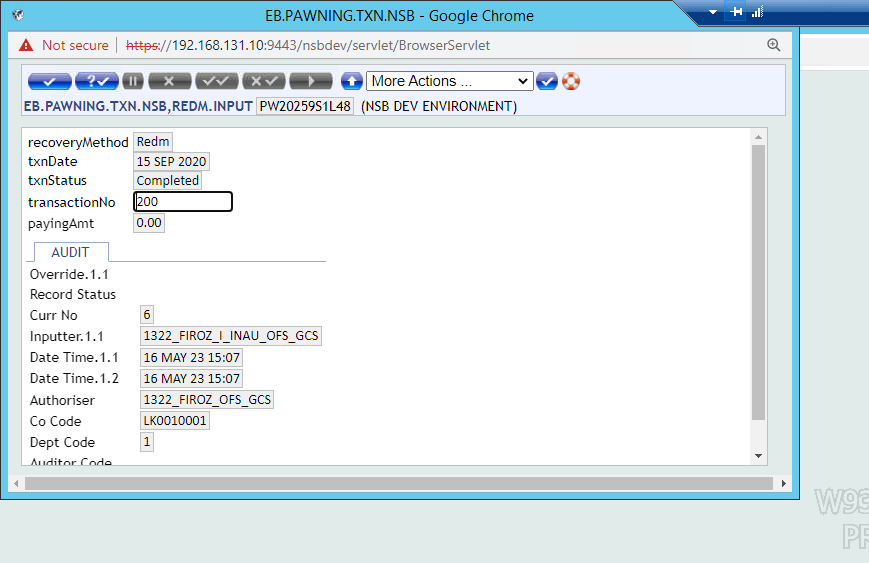 EB.PAWNING.TXN.NSB - Google Chrome
Not secure https://192.168.131.10:9443/nsbdev/servlet/BrowserServlet
More Actions ...
EB.PAWNING.TXN.NSB,REDM.INPUT PW20259S1L48 (NSB DEV ENVIRONMENT)
recoveryMethod Redm
txnDate 15 SEP 2020
txnStatus Completed
transactionNo 200
payingAmt 0.00
AUDIT
Override.1.1
Record Status
Curr No 6
Inputter.1.1 1322_FIROZ_I_INAU_OFS_GCS
Date Time.1.1 16 MAY 23 15:07
Date Time.1.2 16 MAY 23 15:07
Authoriser 1322_FIROZ_OFS_GCS
Co Code LK0010001
Dept Code 1
Auditor Code
W93
PR